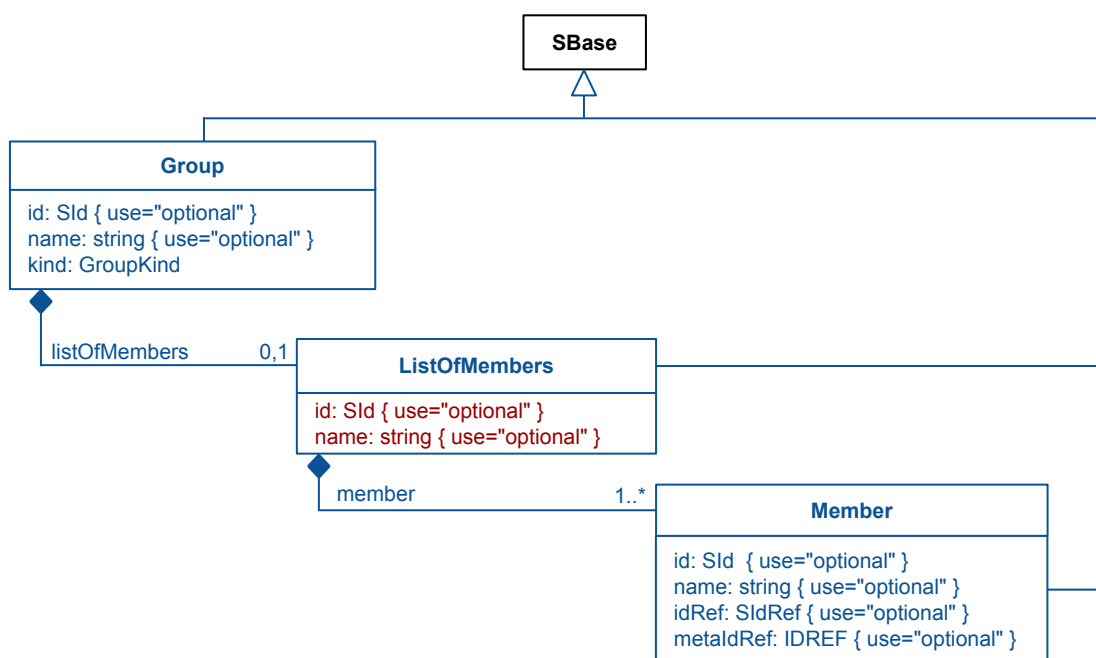 SBase
Group
id: SId { use="optional" }
name: string { use="optional" }
kind: GroupKind
listOfMembers 0,1
ListOfMembers
id: SId { use="optional" }
name: string { use="optional" }
member 1..*
Member
id: SId { use="optional" }
name: string { use="optional" }
idRef: SIdRef { use="optional" }
metaIdRef: IDREF { use="optional" }